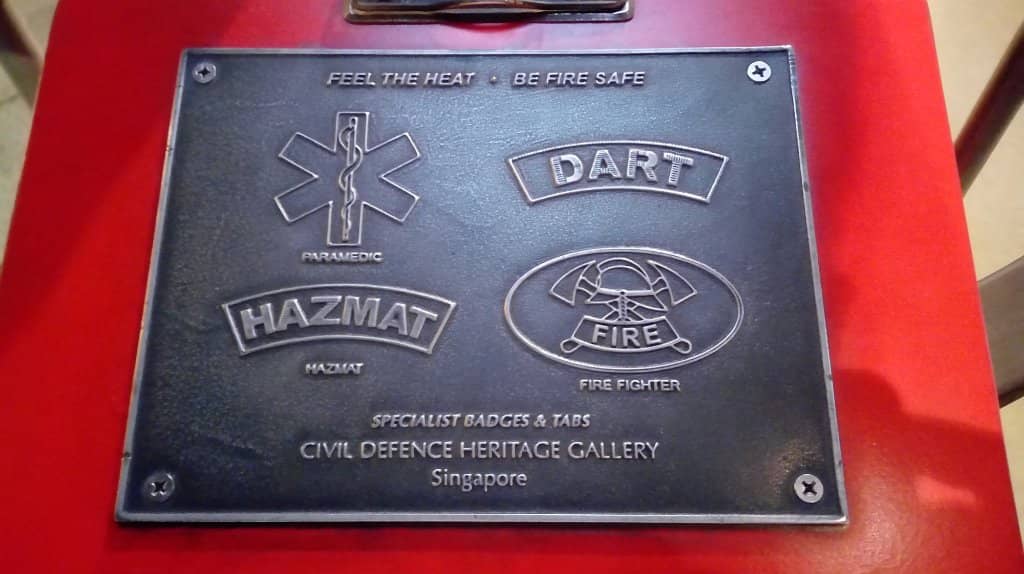 FEEL THE HEAT • BE FIRE SAFE
PARAMEDIC
DART
HAZMAT
HAZMAT
FIRE
FIRE FIGHTER
SPECIALIST BADGES & TABS
CIVIL DEFENCE HERITAGE GALLERY
Singapore